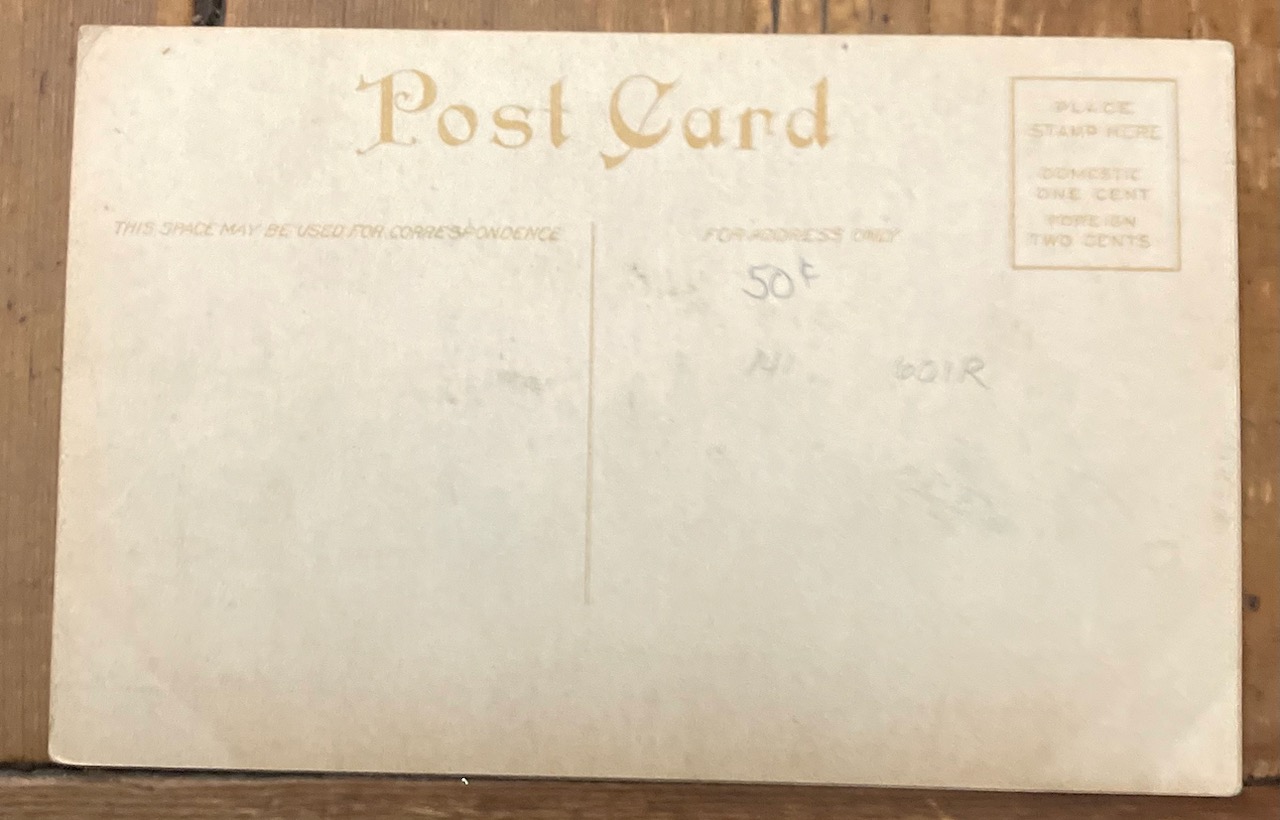 Post Card
PLACE
STAMP HERE
DOMESTIC
ONE CENT
FOREIGN
TWO CENTS
THIS SPACE MAY BE USED FOR CORRESPONDENCE
FOR ADDRESS ONLY
50¢